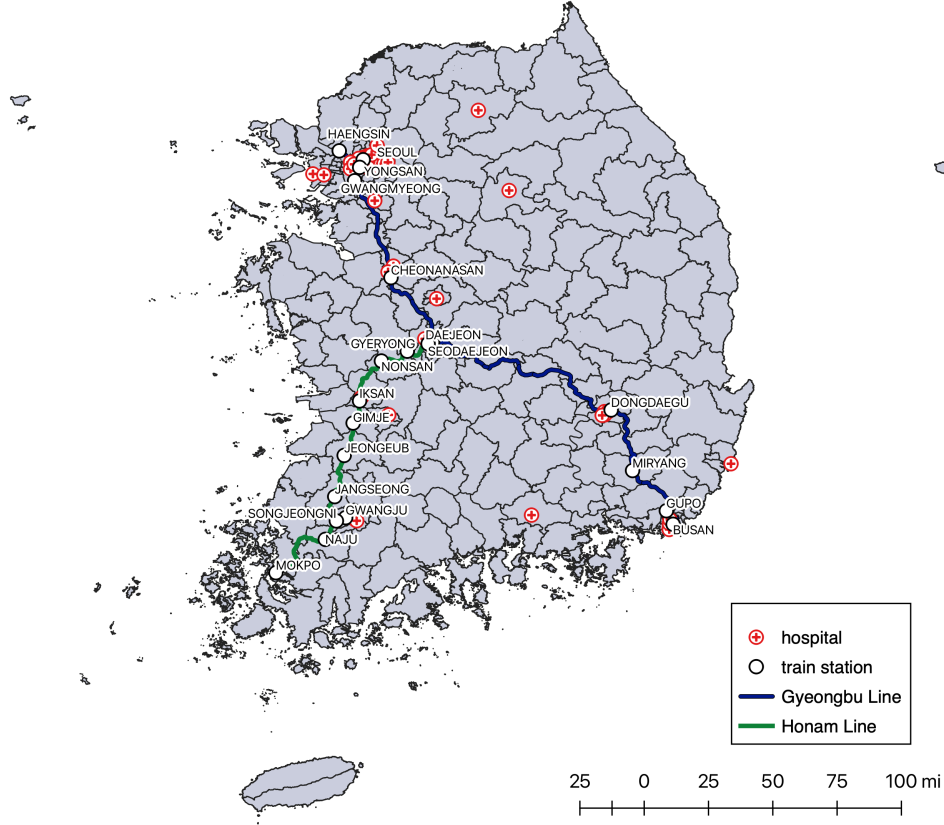 HAENGSIN
SEOUL
YONGSAN
GWANGMYEONG
CHEONANASAN
DAEJEON
GYERYONG
SEODAEJEON
NONSAN
IKSAN
DONGDAEGU
GIMJE
JEONGEUB
MIRYANG
JANGSEONG
GUPO
SONGJEONGNI
GWANGJU
BUSAN
NAJU
MOKPO
hospital
train station
Gyeongbu Line
Honam Line
25 0 25 50 75 100 mi